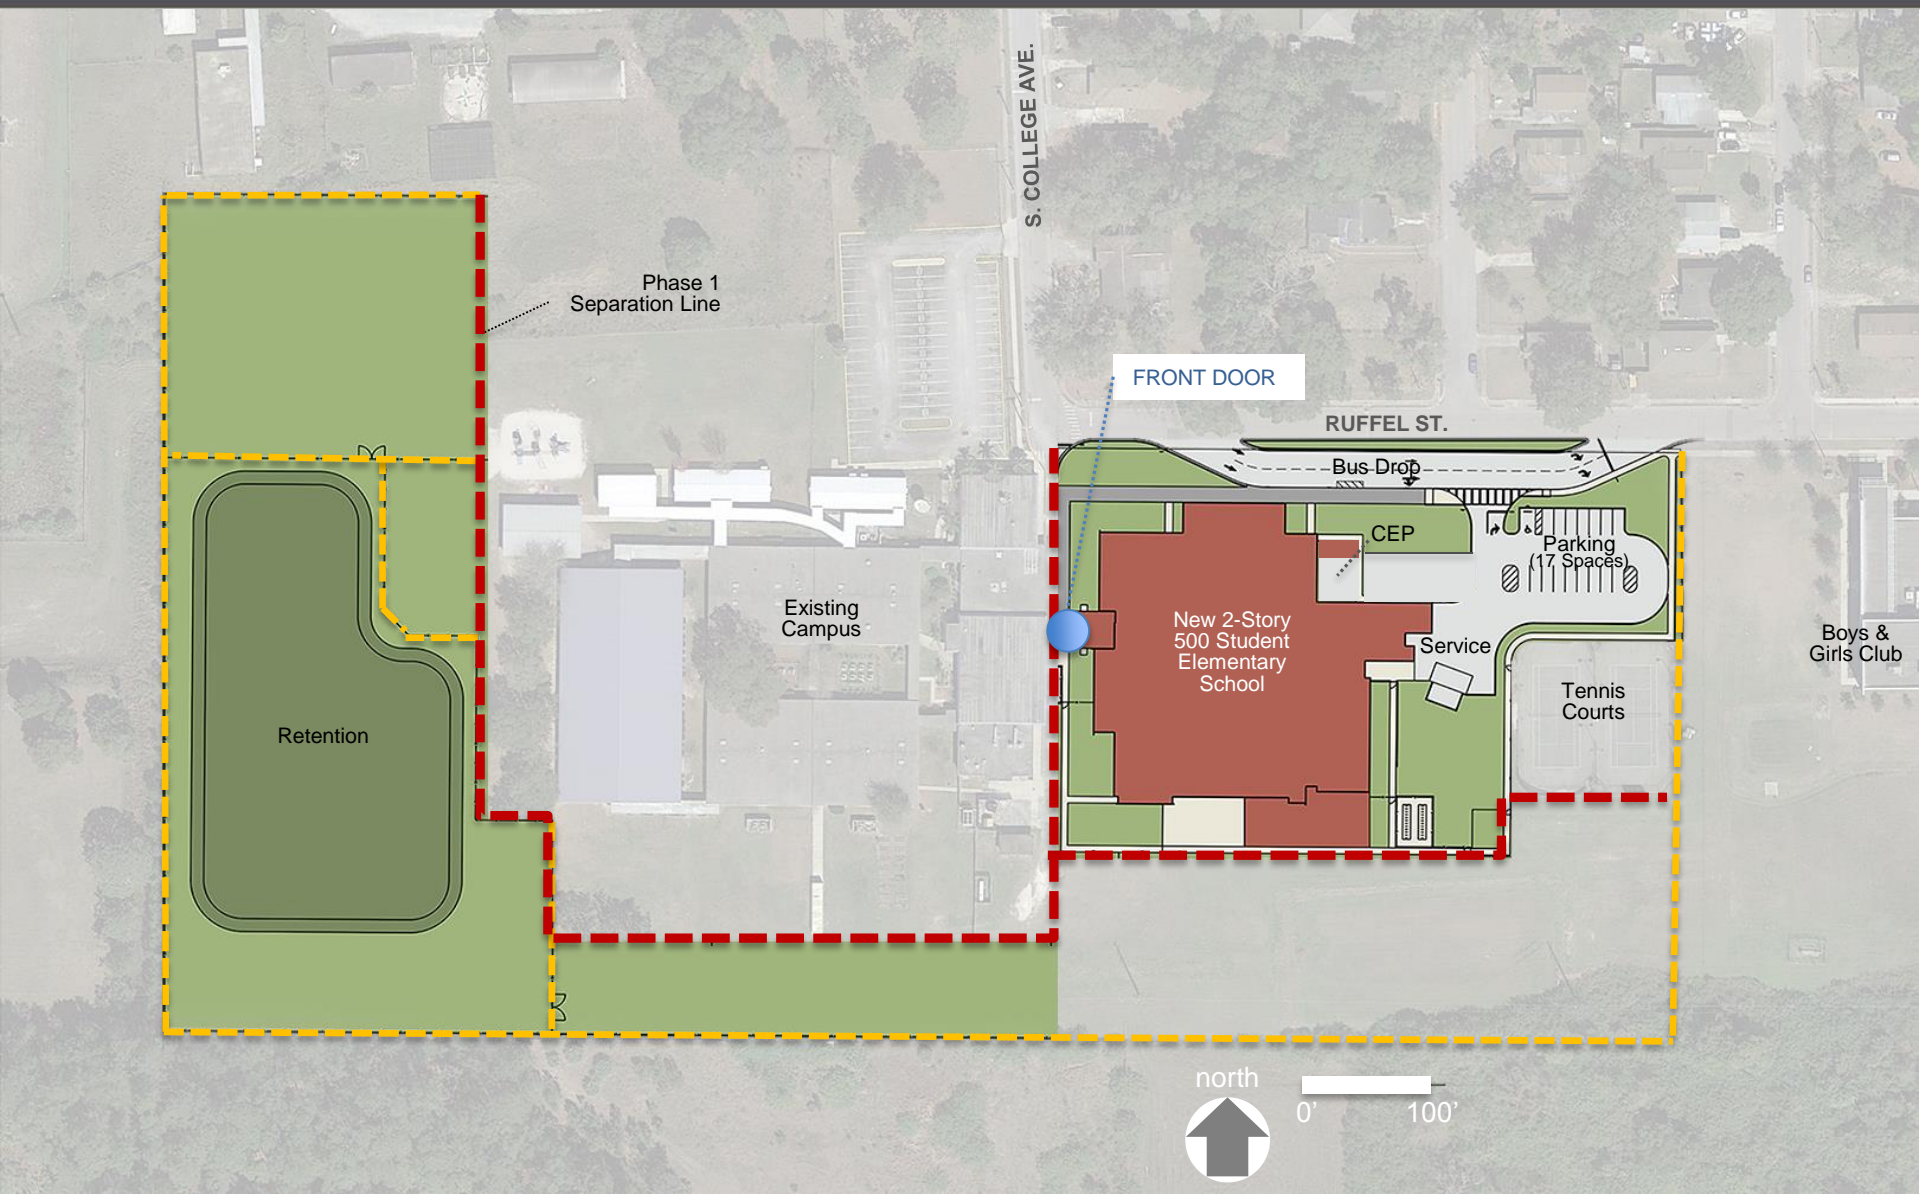 S. COLLEGE AVE.
Phase 1
Separation Line
FRONT DOOR
RUFFEL ST.
Bus Drop
CEP
Parking
(17 Spaces)
Existing
Campus
New 2-Story
500 Student
Elementary
School
Service
Boys &
Girls Club
Tennis
Courts
Retention
north
0'
100'